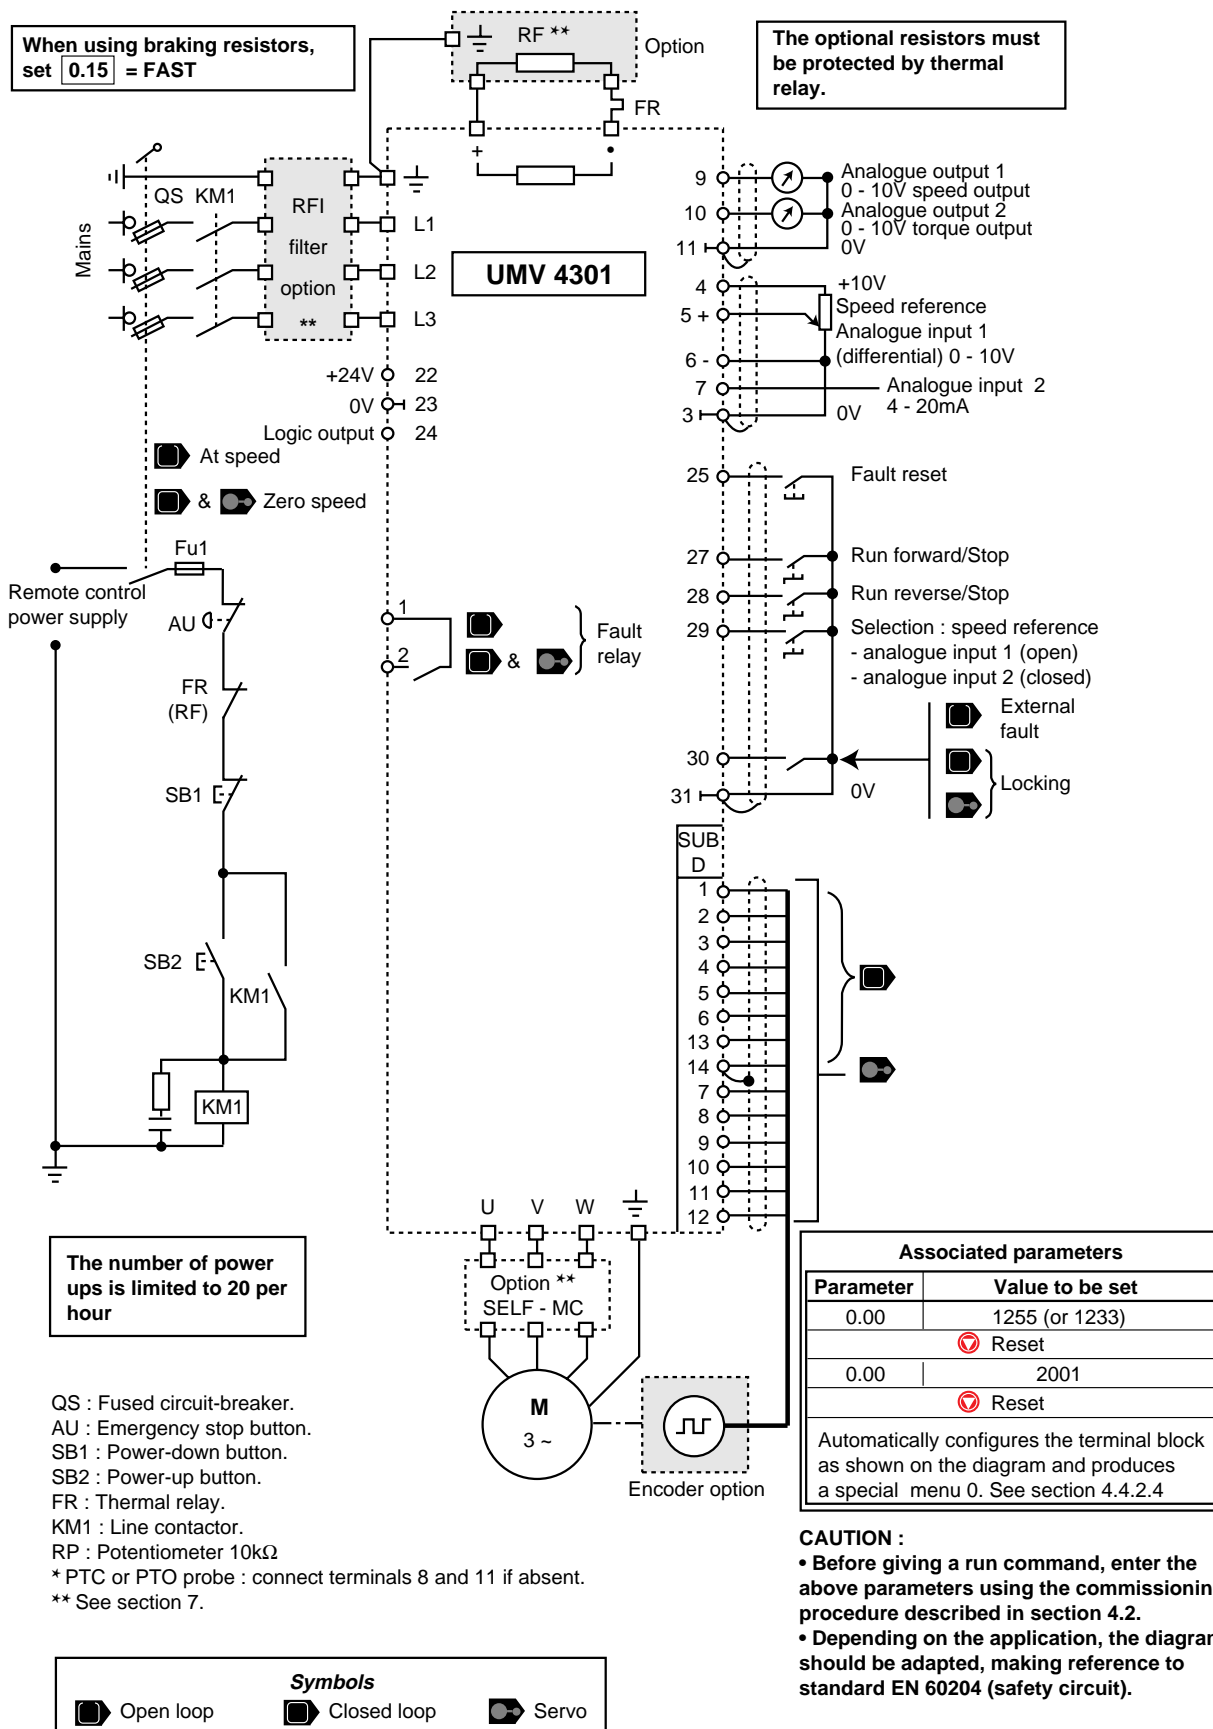 When using braking resistors,
set 0.15 = FAST
RF **
Option
The optional resistors must
be protected by thermal
relay.
FR
+
Mains
QS KM1
RFI
filter
option
**
L1
L2
L3
UMV 4301
+24V 22
0V 23
Logic output 24
At speed
& Zero speed
9
Analogue output 1
0 - 10V speed output
10
Analogue output 2
0 - 10V torque output
11
0V
4
+10V
5 +
Speed reference
Analogue input 1
6 -
(differential) 0 - 10V
7
Analogue input 2
4 - 20mA
3
0V
25
Fault reset
27
Run forward/Stop
28
Run reverse/Stop
29
Selection : speed reference
- analogue input 1 (open)
- analogue input 2 (closed)
External
fault
30
31
0V
Locking
Fu1
Remote control
power supply
AU
FR
(RF)
SB1
SB2
KM1
KM1
1
2
&
Fault
relay
SUB
D
1
2
3
4
5
6
13
14
7
8
9
10
11
12
U V W
Option **
SELF - MC
M
3 ~
Encoder option
The number of power
ups is limited to 20 per
hour
QS : Fused circuit-breaker.
AU : Emergency stop button.
SB1 : Power-down button.
SB2 : Power-up button.
FR : Thermal relay.
KM1 : Line contactor.
RP : Potentiometer 10kΩ
* PTC or PTO probe : connect terminals 8 and 11 if absent.
** See section 7.
Associated parameters
Parameter Value to be set
0.00 1255 (or 1233)
Reset
0.00 2001
Reset
Automatically configures the terminal block
as shown on the diagram and produces
a special menu 0. See section 4.4.2.4
CAUTION :
• Before giving a run command, enter the
above parameters using the commissionin
procedure described in section 4.2.
• Depending on the application, the diagram
should be adapted, making reference to
standard EN 60204 (safety circuit).
Symbols
Open loop Closed loop Servo